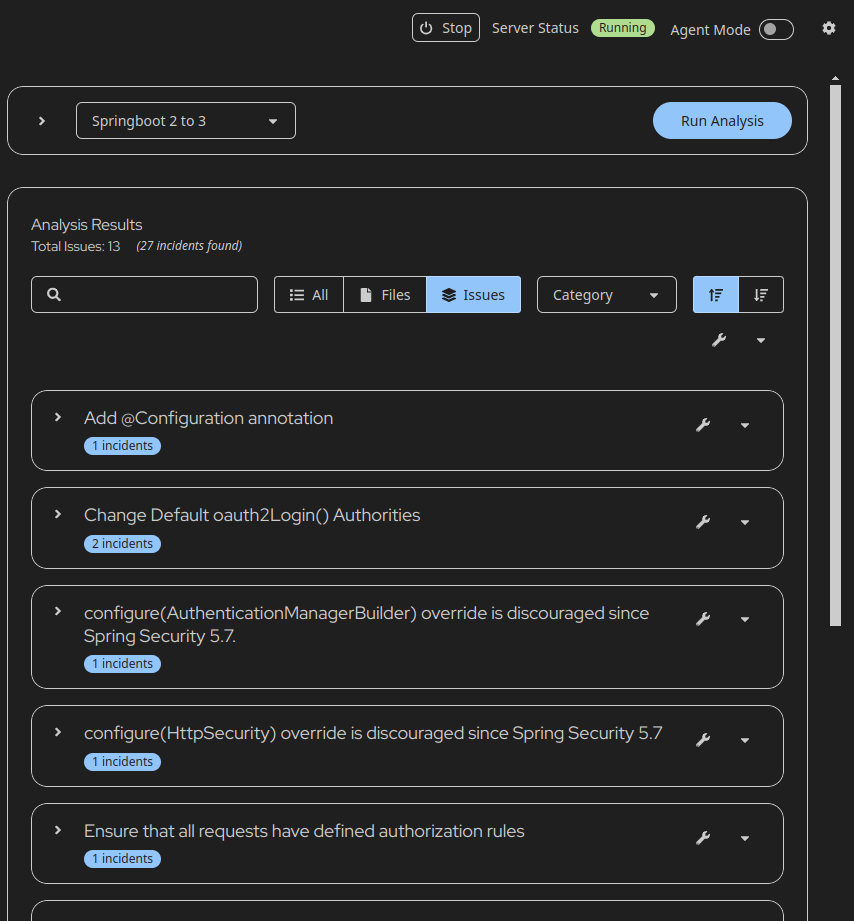 Stop Server Status Running Agent Mode
Springboot 2 to 3 Run Analysis
Analysis Results
Total Issues: 13 (27 incidents found)
All Files Issues Category
Add @Configuration annotation
1 incidents
Change Default oauth2Login() Authorities
2 incidents
configure(AuthenticationManagerBuilder) override is discouraged since
Spring Security 5.7.
1 incidents
configure(HttpSecurity) override is discouraged since Spring Security 5.7
1 incidents
Ensure that all requests have defined authorization rules
1 incidents